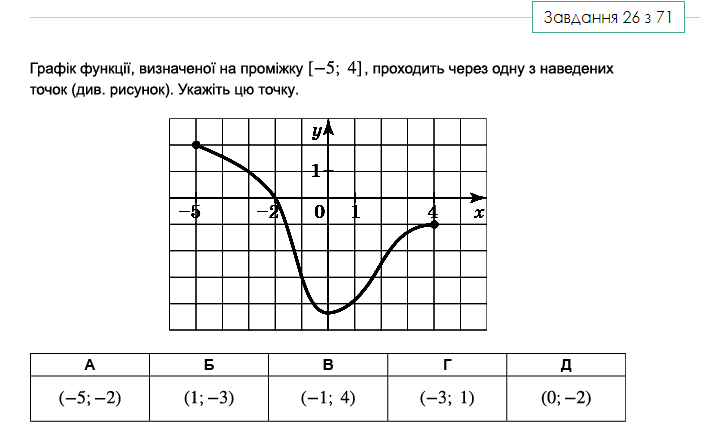 Завдання 26 з 71
Графік функції, визначеної на проміжку [−5; 4], проходить через одну з наведених
точок (див. рисунок). Укажіть цю точку.
y
1
−5 −2 0 1 4 x
А Б В Г Д
(−5; −2) (1; −3) (−1; 4) (−3; 1) (0; −2)